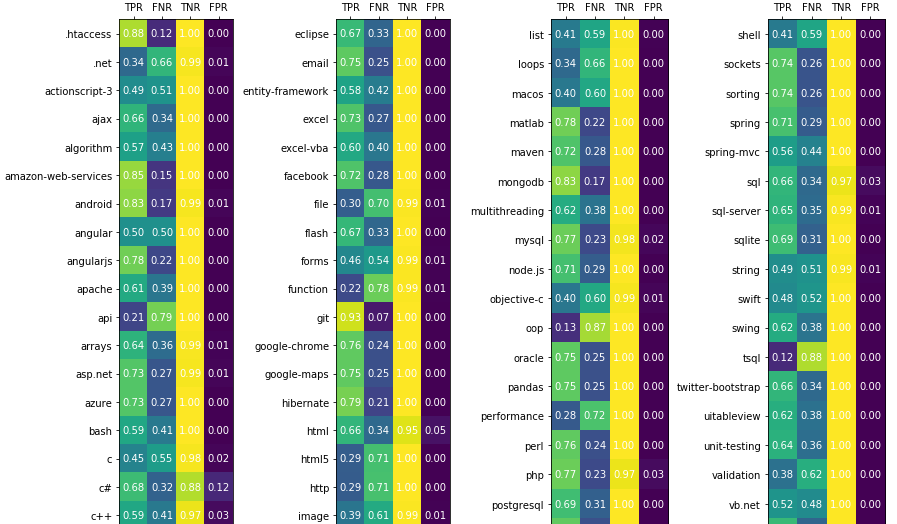 TPR FNR TNR FPR
.htaccess 0.88 0.12 1.00 0.00
.net 0.34 0.66 0.99 0.01
actionscript-3 0.49 0.51 1.00 0.00
ajax 0.66 0.34 1.00 0.00
algorithm 0.57 0.43 1.00 0.00
amazon-web-services 0.85 0.15 1.00 0.00
android 0.83 0.17 0.99 0.01
angular 0.50 0.50 1.00 0.00
angularjs 0.78 0.22 1.00 0.00
apache 0.61 0.39 1.00 0.00
api 0.21 0.79 1.00 0.00
arrays 0.64 0.36 0.99 0.01
asp.net 0.73 0.27 0.99 0.01
azure 0.73 0.27 1.00 0.00
bash 0.59 0.41 1.00 0.00
c 0.45 0.55 0.98 0.02
c# 0.68 0.32 0.88 0.12
c++ 0.59 0.41 0.97 0.03
TPR FNR TNR FPR
eclipse 0.67 0.33 1.00 0.00
email 0.75 0.25 1.00 0.00
entity-framework 0.58 0.42 1.00 0.00
excel 0.73 0.27 1.00 0.00
excel-vba 0.60 0.40 1.00 0.00
facebook 0.72 0.28 1.00 0.00
file 0.30 0.70 0.99 0.01
flash 0.67 0.33 1.00 0.00
forms 0.46 0.54 0.99 0.01
function 0.22 0.78 0.99 0.01
git 0.93 0.07 1.00 0.00
google-chrome 0.76 0.24 1.00 0.00
google-maps 0.75 0.25 1.00 0.00
hibernate 0.79 0.21 1.00 0.00
html 0.66 0.34 0.95 0.05
html5 0.29 0.71 1.00 0.00
http 0.29 0.71 1.00 0.00
image 0.39 0.61 0.99 0.01
TPR FNR TNR FPR
list 0.41 0.59 1.00 0.00
loops 0.34 0.66 1.00 0.00
macos 0.40 0.60 1.00 0.00
matlab 0.78 0.22 1.00 0.00
maven 0.72 0.28 1.00 0.00
mongodb 0.83 0.17 1.00 0.00
multithreading 0.62 0.38 1.00 0.00
mysql 0.77 0.23 0.98 0.02
node.js 0.71 0.29 1.00 0.00
objective-c 0.40 0.60 0.99 0.01
oop 0.13 0.87 1.00 0.00
oracle 0.75 0.25 1.00 0.00
pandas 0.75 0.25 1.00 0.00
performance 0.28 0.72 1.00 0.00
perl 0.76 0.24 1.00 0.00
php 0.77 0.23 0.97 0.03
postgresql 0.69 0.31 1.00 0.00
TPR FNR TNR FPR
shell 0.41 0.59 1.00 0.00
sockets 0.74 0.26 1.00 0.00
sorting 0.74 0.26 1.00 0.00
spring 0.71 0.29 1.00 0.00
spring-mvc 0.56 0.44 1.00 0.00
sql 0.66 0.34 0.97 0.03
sql-server 0.65 0.35 0.99 0.01
sqlite 0.69 0.31 1.00 0.00
string 0.49 0.51 0.99 0.01
swift 0.48 0.52 1.00 0.00
swing 0.62 0.38 1.00 0.00
tsql 0.12 0.88 1.00 0.00
twitter-bootstrap 0.66 0.34 1.00 0.00
uitableview 0.62 0.38 1.00 0.00
unit-testing 0.64 0.36 1.00 0.00
validation 0.38 0.62 1.00 0.00
vb.net 0.52 0.48 1.00 0.00